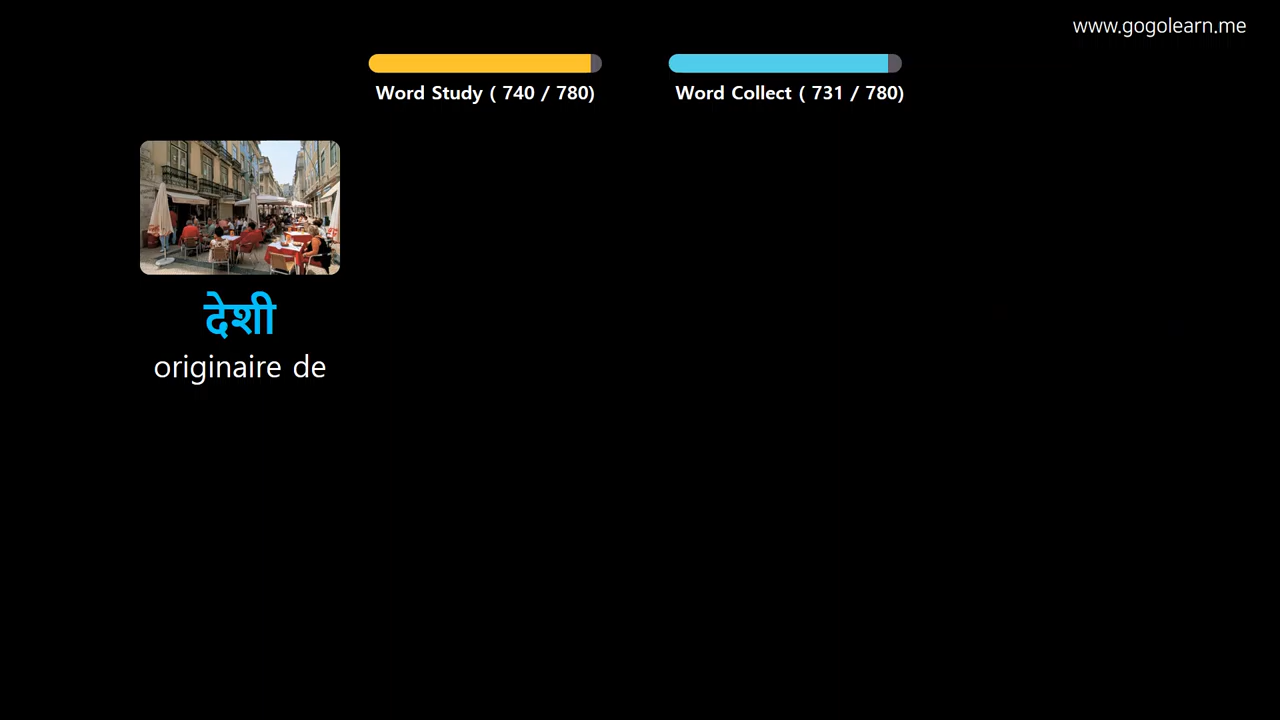 www.gogolearn.me
Word Study ( 740 / 780)
Word Collect ( 731 / 780)
देशी
originaire de